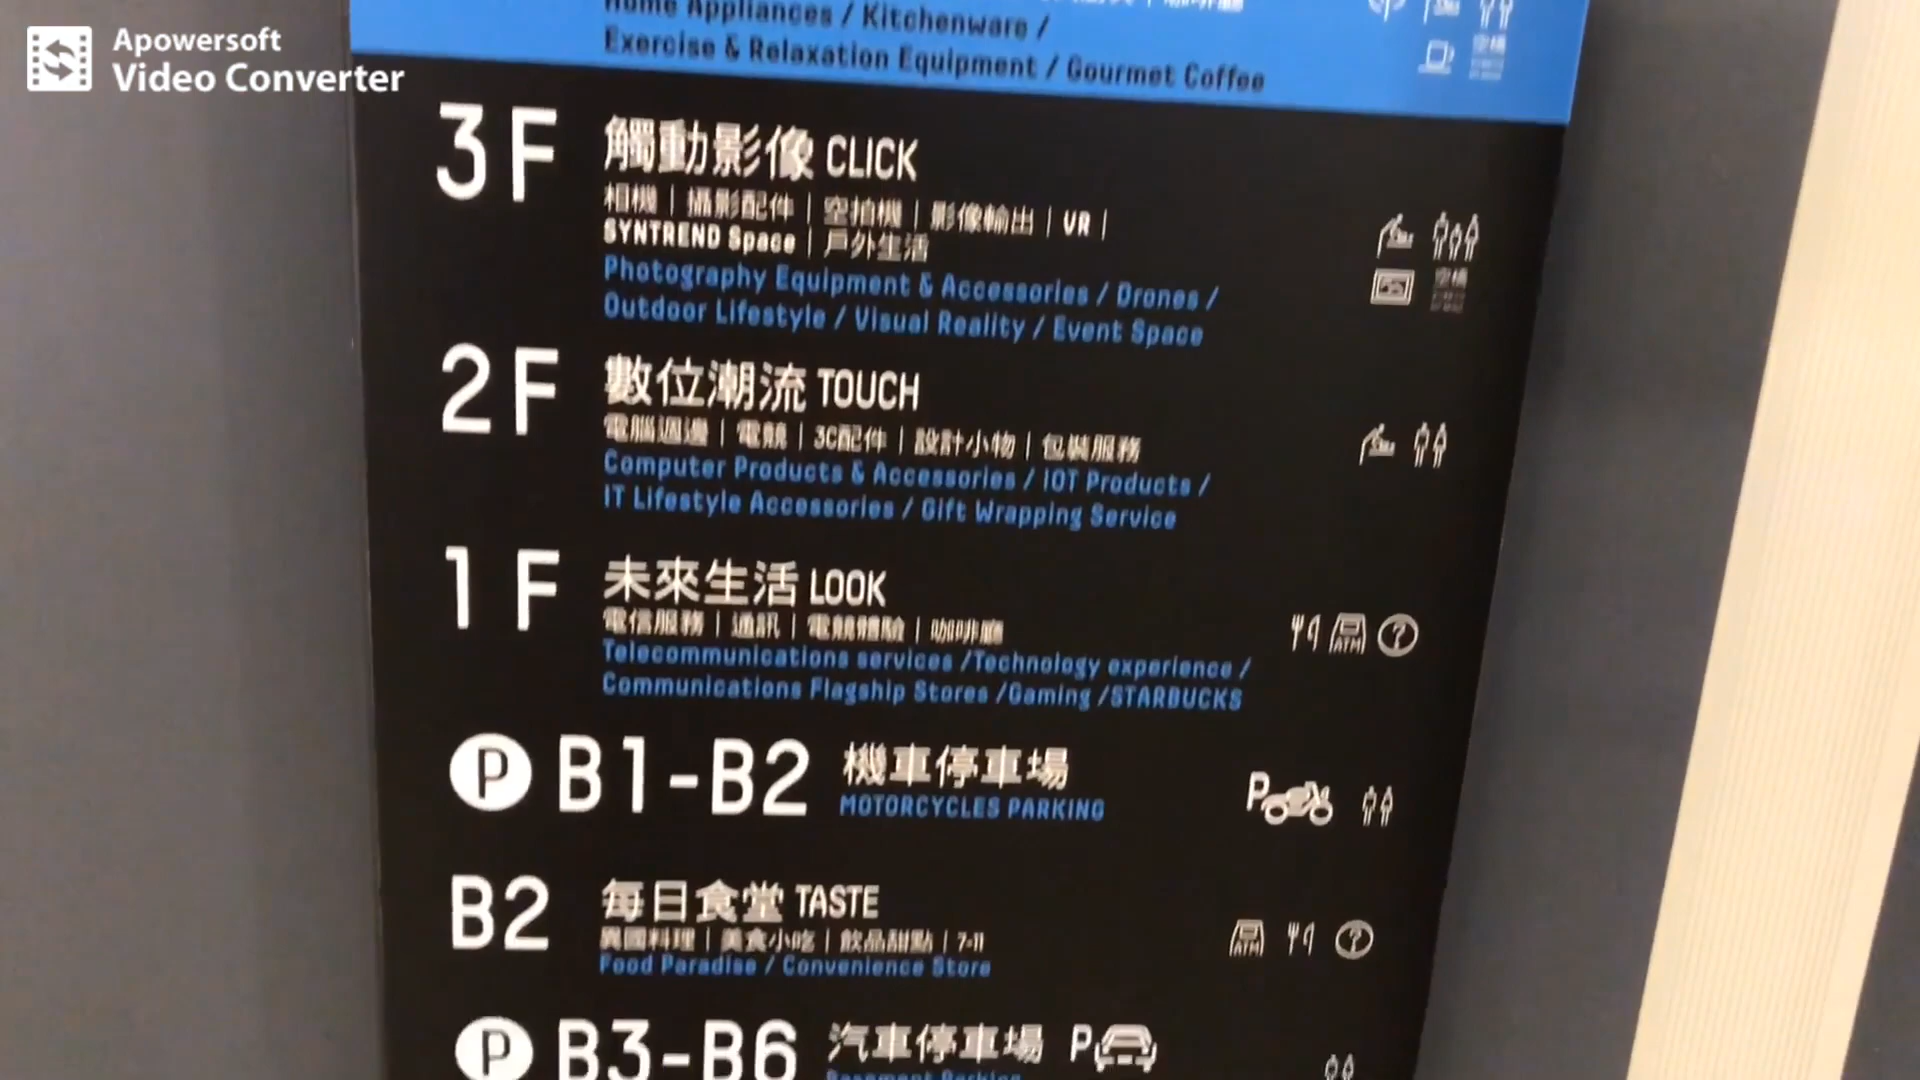 Apowersoft
Video Converter
Home Appliances / Kitchenware /
Exercise & Relaxation Equipment / Gourmet Coffee
3F 觸動影像 CLICK
相機 | 攝影配件 | 空拍機 | 影像輸出 | VR |
SYNTREND Space | 戶外生活
空橋
Photography Equipment & Accessories / Drones /
Outdoor Lifestyle / Visual Reality / Event Space
2F 數位潮流 TOUCH
電腦週邊 | 電競 | 3C配件 | 設計小物 | 包裝服務
Computer Products & Accessories / IOT Products /
IT Lifestyle Accessories / Gift Wrapping Service
1F 未來生活 LOOK
電信服務 | 通訊 | 電競體驗 | 咖啡廳
ATM ?
Telecommunications services /Technology experience /
Communications Flagship Stores /Gaming /STARBUCKS
P B1-B2 機車停車場 P
MOTORCYCLES PARKING
B2 每日食堂 TASTE
異國料理 | 美食小吃 | 飲品甜點 | 7-11
ATM ?
Food Paradise / Convenience Store
P B3-B6 汽車停車場 P
Basement Parking